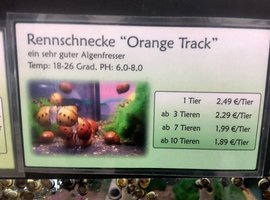 Rennschnecke "Orange Track"
ein sehr guter Algenfresser
Temp: 18-26 Grad, PH: 6.0-8.0
1 Tier 2,49 €/Tier
ab 3 Tieren 2,29 €/Tier
ab 7 Tieren 1,99 €/Tier
ab 10 Tieren 1,89 €/Tier